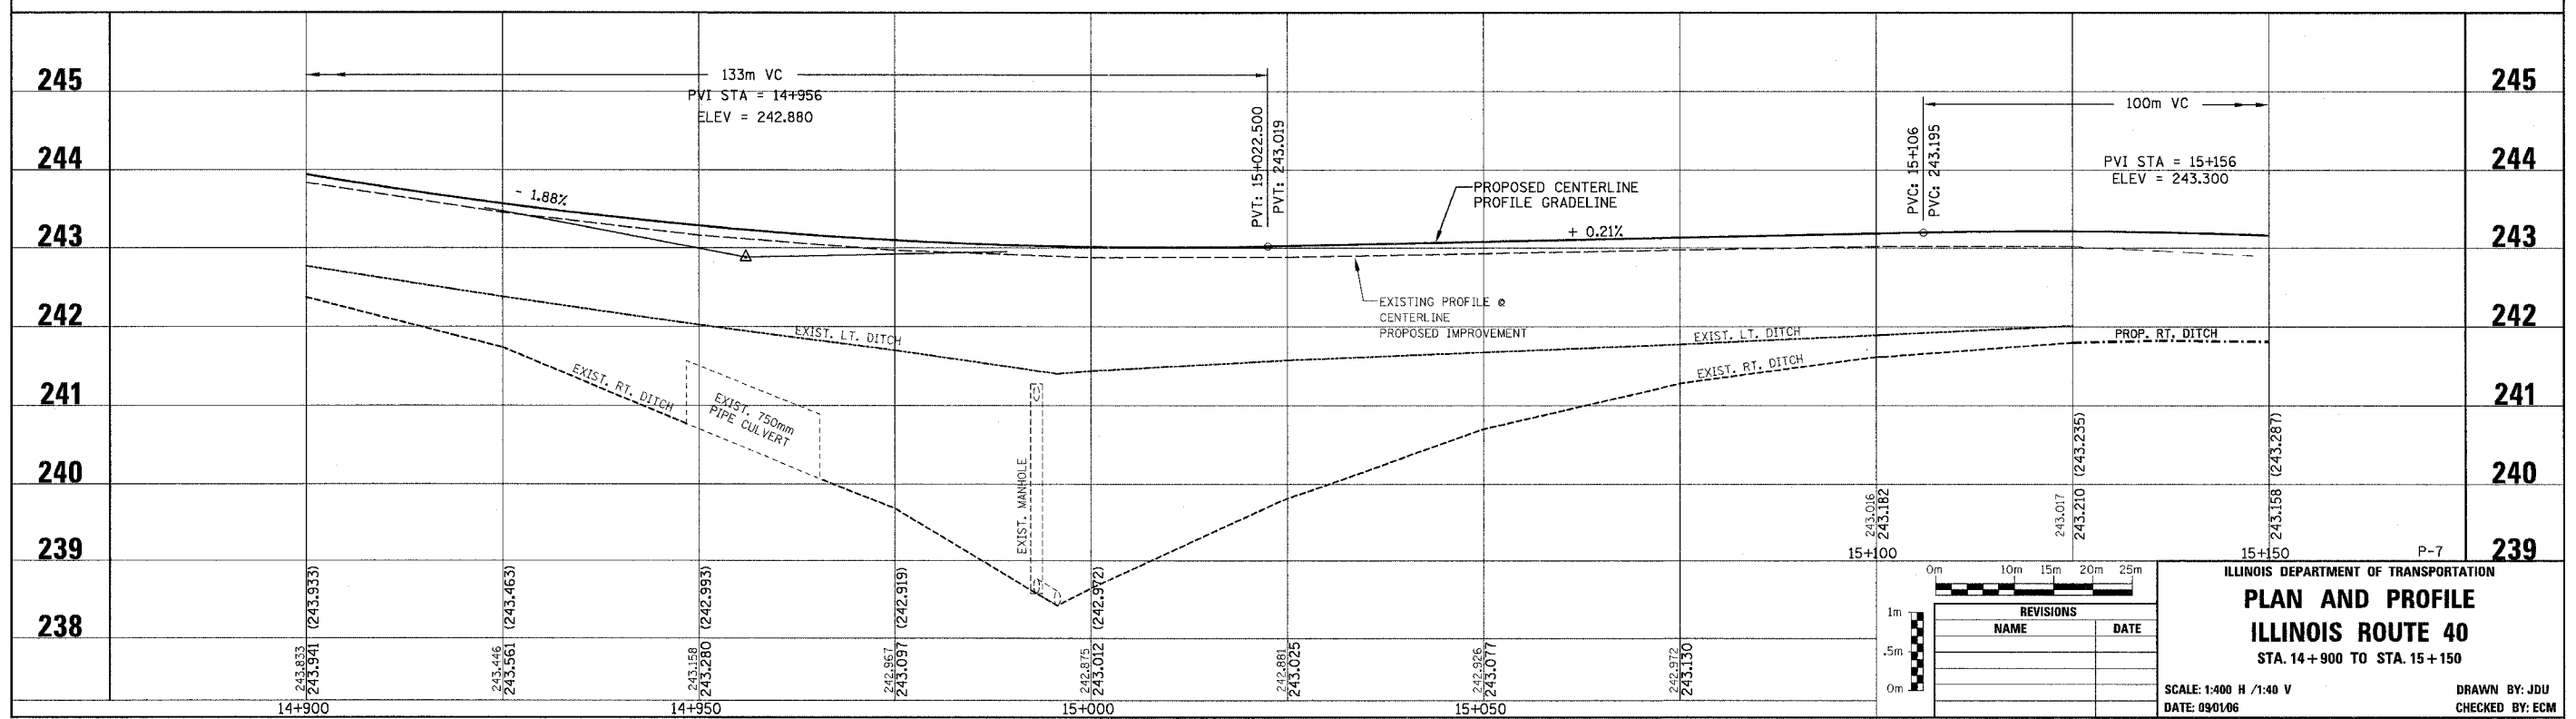 245
133m VC
PVI STA = 14+956
ELEV = 242.880
PVT: 15+022.500
PVT: 243.019
PVC: 15+106
PVC: 243.195
100m VC
PVI STA = 15+156
ELEV = 243.300
245
244
244
- 1.88%
PROPOSED CENTERLINE
PROFILE GRADELINE
+ 0.21%
243
243
EXISTING PROFILE @
CENTERLINE
PROPOSED IMPROVEMENT
242
EXIST. LT. DITCH
EXIST. LT. DITCH
PROP. RT. DITCH
242
EXIST. RT. DITCH
EXIST. RT. DITCH
241
EXIST. 750mm
PIPE CULVERT
241
240
EXIST. MANHOLE
240
239
239
238
243.833
243.941 (243.933)
243.446
243.561 (243.463)
243.158
243.280 (242.993)
242.967
243.097 (242.919)
242.875
243.012 (242.972)
242.881
243.025
242.926
243.077
242.972
243.130
243.016
243.182
243.017
243.210 (243.235)
243.158 (243.287)
14+900
14+950
15+000
15+050
15+100
15+150
P-7
0m 10m 15m 20m 25m
1m
.5m
0m
REVISIONS
NAME DATE
ILLINOIS DEPARTMENT OF TRANSPORTATION
PLAN AND PROFILE
ILLINOIS ROUTE 40
STA. 14+900 TO STA. 15+150
SCALE: 1:400 H /1:40 V
DRAWN BY: JDU
DATE: 09/01/06
CHECKED BY: ECM